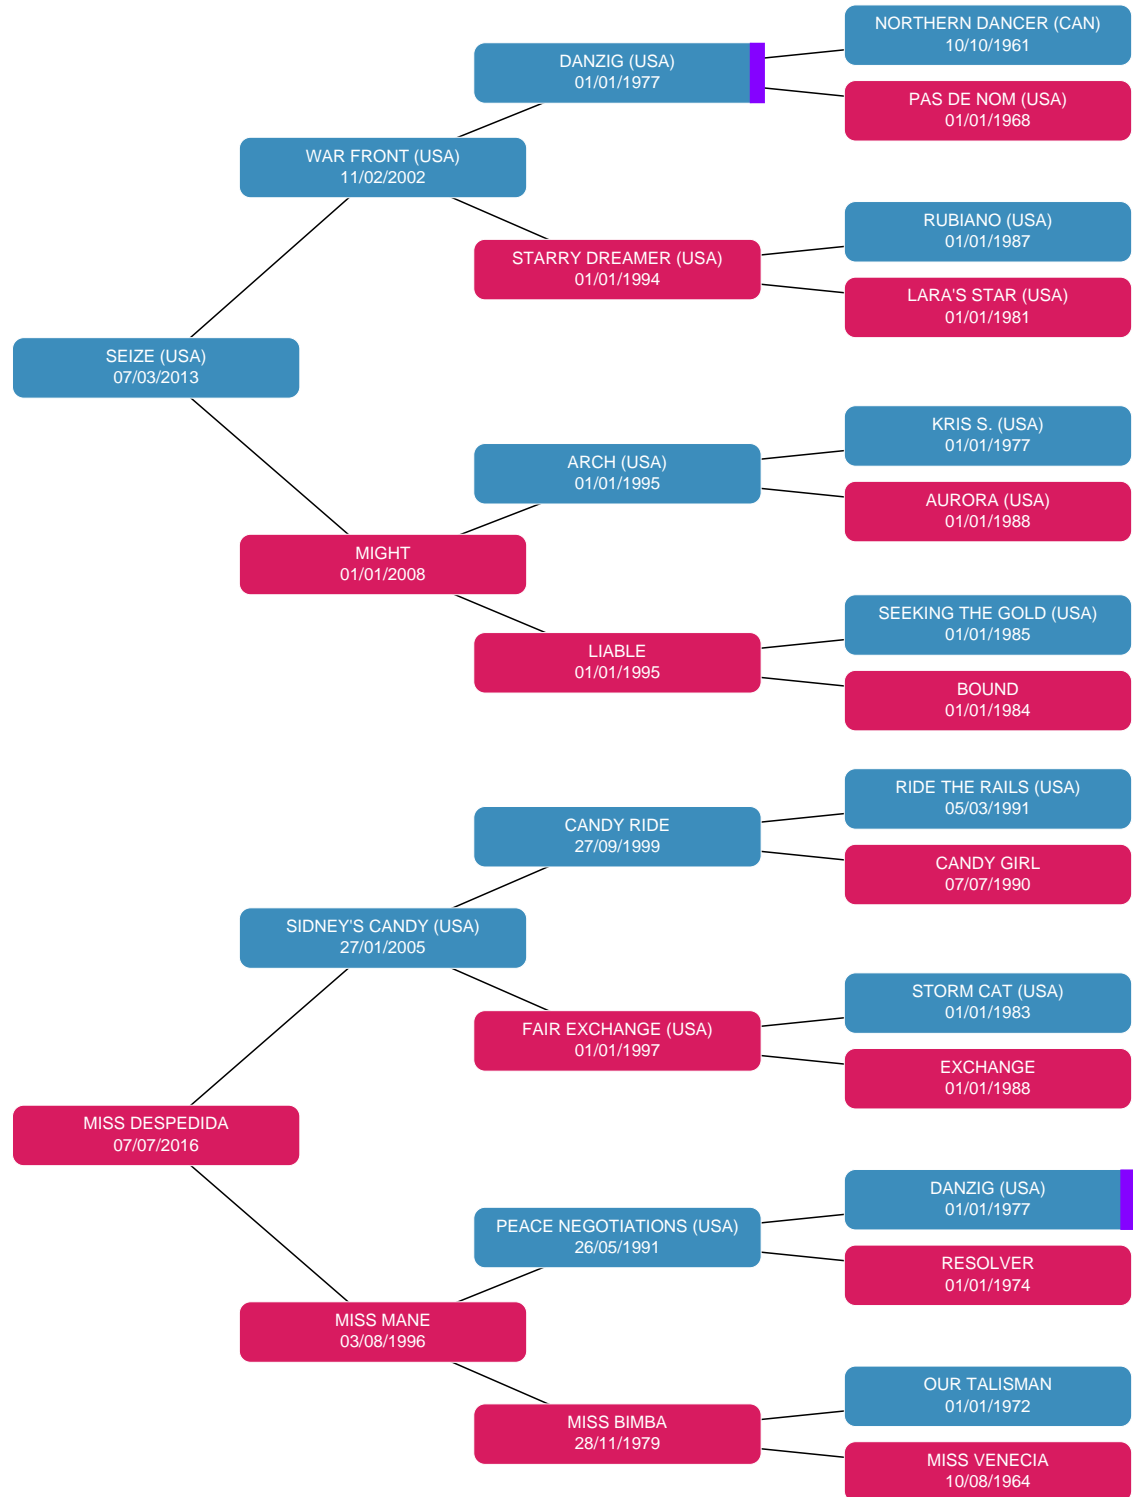 NORTHERN DANCER (CAN)
10/10/1961
DANZIG (USA)
01/01/1977
PAS DE NOM (USA)
01/01/1968
WAR FRONT (USA)
11/02/2002
RUBIANO (USA)
01/01/1987
STARRY DREAMER (USA)
01/01/1994
LARA'S STAR (USA)
01/01/1981
SEIZE (USA)
07/03/2013
KRIS S. (USA)
01/01/1977
ARCH (USA)
01/01/1995
AURORA (USA)
01/01/1988
MIGHT
01/01/2008
SEEKING THE GOLD (USA)
01/01/1985
LIABLE
01/01/1995
BOUND
01/01/1984
RIDE THE RAILS (USA)
05/03/1991
CANDY RIDE
27/09/1999
CANDY GIRL
07/07/1990
SIDNEY'S CANDY (USA)
27/01/2005
STORM CAT (USA)
01/01/1983
FAIR EXCHANGE (USA)
01/01/1997
EXCHANGE
01/01/1988
MISS DESPEDIDA
07/07/2016
DANZIG (USA)
01/01/1977
PEACE NEGOTIATIONS (USA)
26/05/1991
RESOLVER
01/01/1974
MISS MANE
03/08/1996
OUR TALISMAN
01/01/1972
MISS BIMBA
28/11/1979
MISS VENECIA
10/08/1964